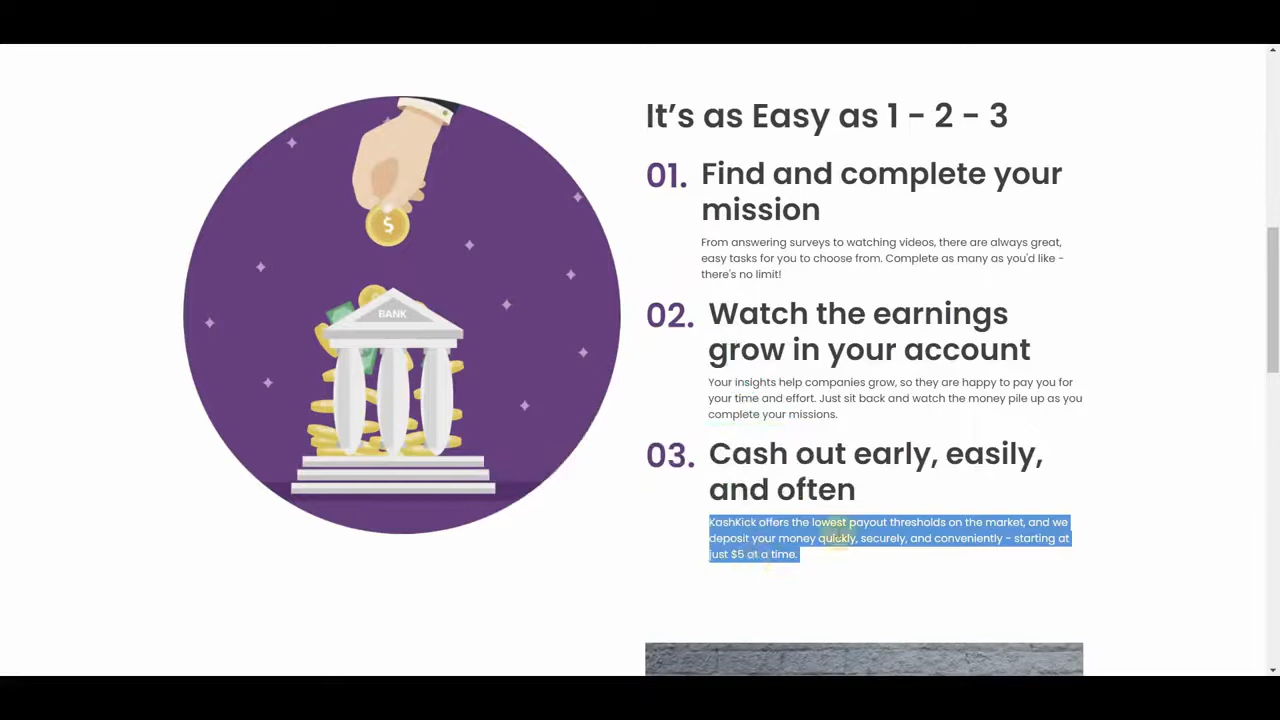 It's as Easy as 1 - 2 - 3
01. Find and complete your
mission
From answering surveys to watching videos, there are always great,
easy tasks for you to choose from. Complete as many as you'd like -
there's no limit!
02. Watch the earnings
grow in your account
Your insights help companies grow, so they are happy to pay you for
your time and effort. Just sit back and watch the money pile up as you
complete your missions.
03. Cash out early, easily,
and often
KashKick offers the lowest payout thresholds on the market, and we
deposit your money quickly, securely, and conveniently - starting at
just $5 at a time.
$
BANK